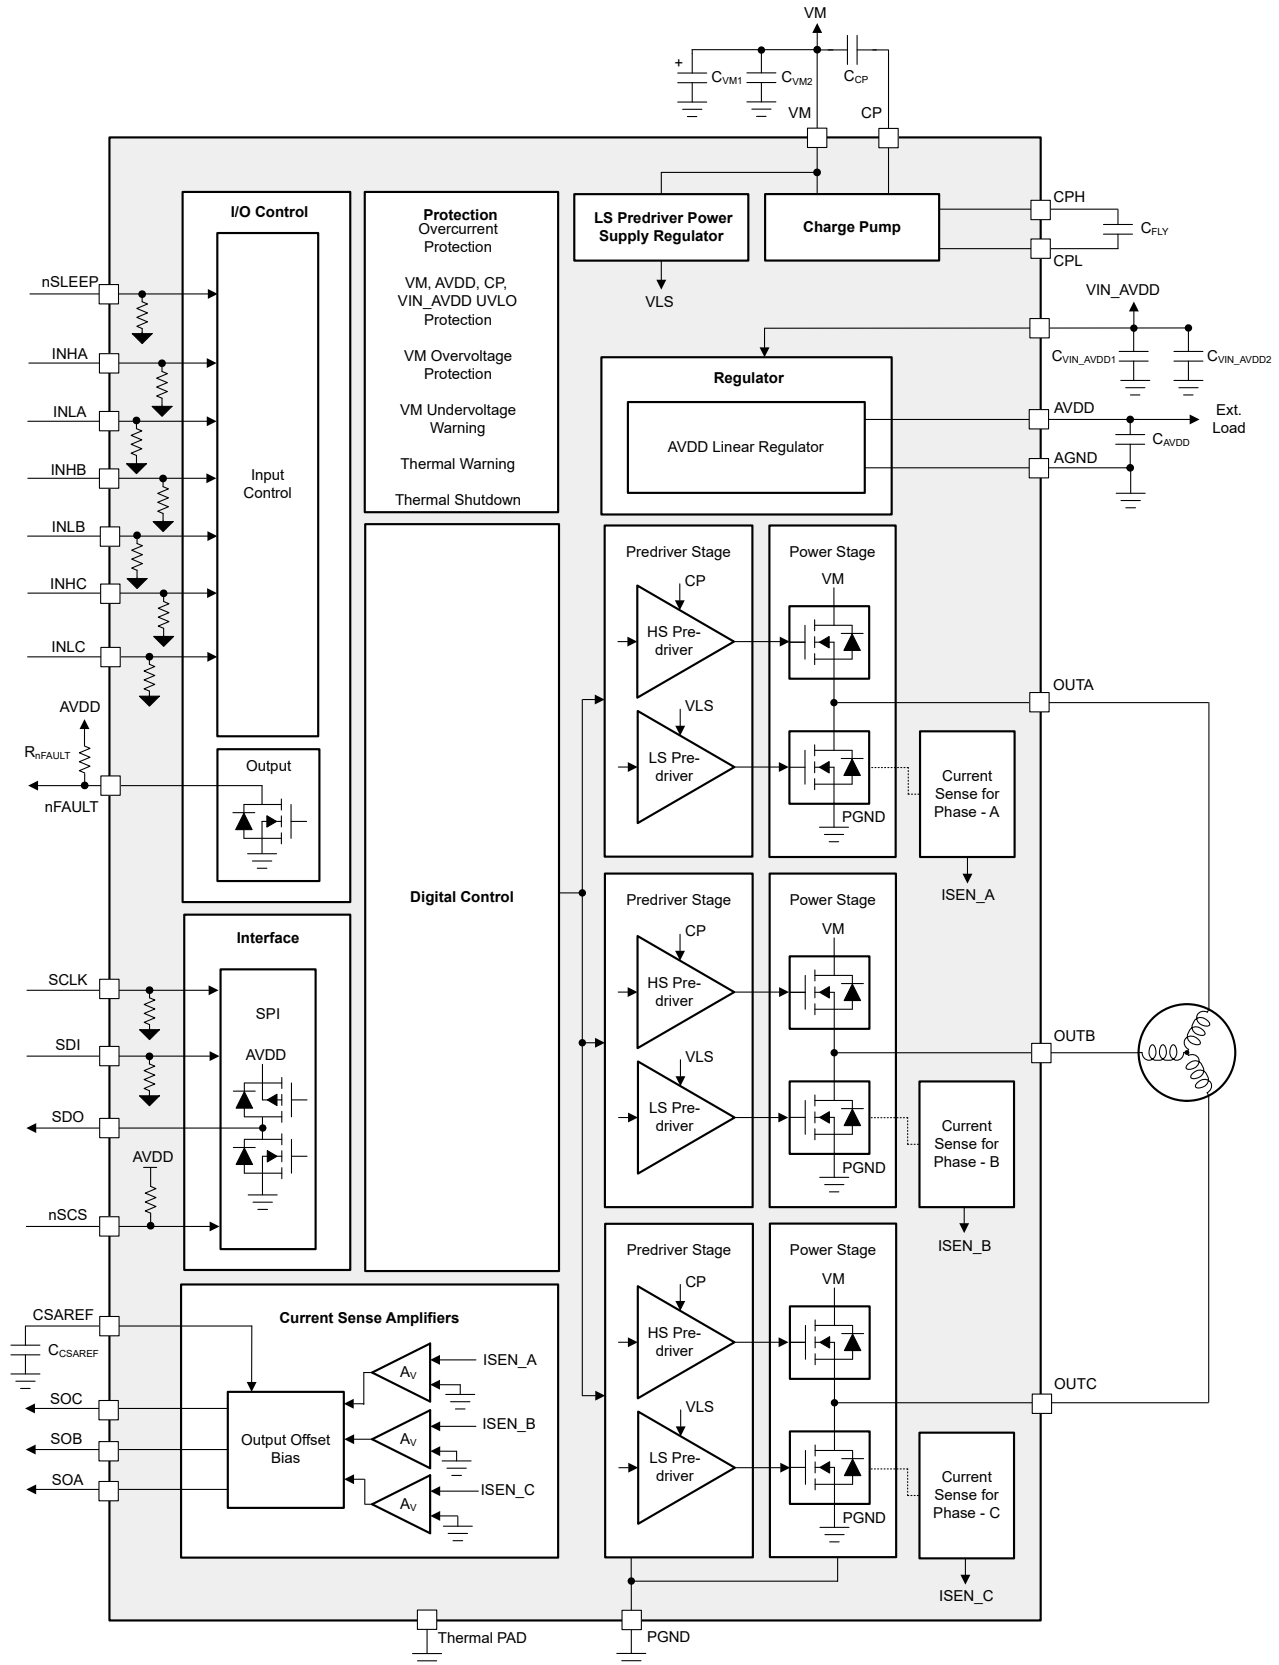 VM
+
CVM1
CVM2
CCP
VM
CP
I/O Control
Input
Control
Output
nSLEEP
INHA
INLA
INHB
INLB
INHC
INLC
AVDD
RnFAULT
nFAULT
Protection
Overcurrent
Protection
VM, AVDD, CP,
VIN_AVDD UVLO
Protection
VM Overvoltage
Protection
VM Undervoltage
Warning
Thermal Warning
Thermal Shutdown
LS Predriver Power
Supply Regulator
VLS
Charge Pump
CPH
CPL
CFLY
VIN_AVDD
CVIN_AVDD1
CVIN_AVDD2
Regulator
AVDD Linear Regulator
AVDD
Ext.
Load
CAVDD
AGND
Digital Control
Predriver Stage
CP
HS Pre-
driver
VLS
LS Pre-
driver
Power Stage
VM
PGND
OUTA
Current
Sense for
Phase - A
ISEN_A
Predriver Stage
CP
HS Pre-
driver
VLS
LS Pre-
driver
Power Stage
VM
PGND
OUTB
Current
Sense for
Phase - B
ISEN_B
Predriver Stage
CP
HS Pre-
driver
VLS
LS Pre-
driver
Power Stage
VM
PGND
OUTC
Current
Sense for
Phase - C
ISEN_C
Interface
SPI
AVDD
SCLK
SDI
SDO
AVDD
nSCS
Current Sense Amplifiers
CSAREF
CCSAREF
SOC
SOB
SOA
Output Offset
Bias
AV
ISEN_A
AV
ISEN_B
AV
ISEN_C
Thermal PAD
PGND